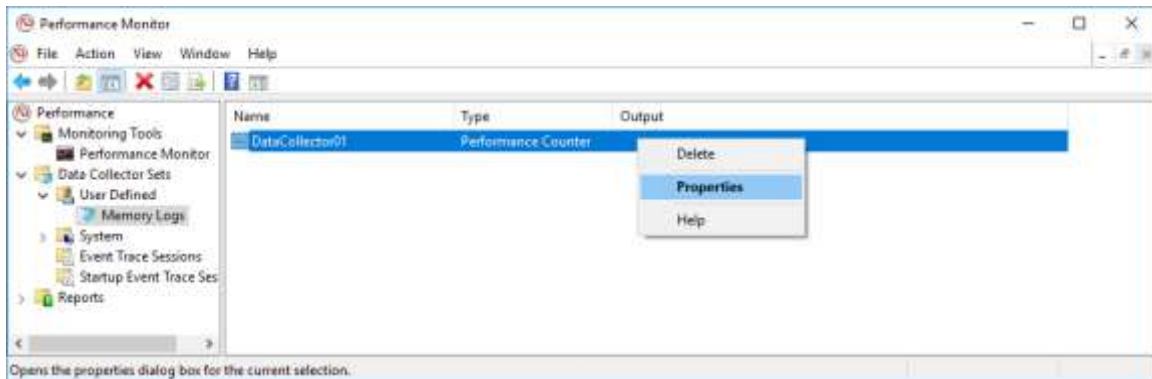 Performance Monitor
File Action View Window Help
Performance
Monitoring Tools
Performance Monitor
Data Collector Sets
User Defined
Memory Logs
System
Event Trace Sessions
Startup Event Trace Ses
Reports
Name Type Output
DataCollector01 Performance Counter
Delete
Properties
Help
Opens the properties dialog box for the current selection.